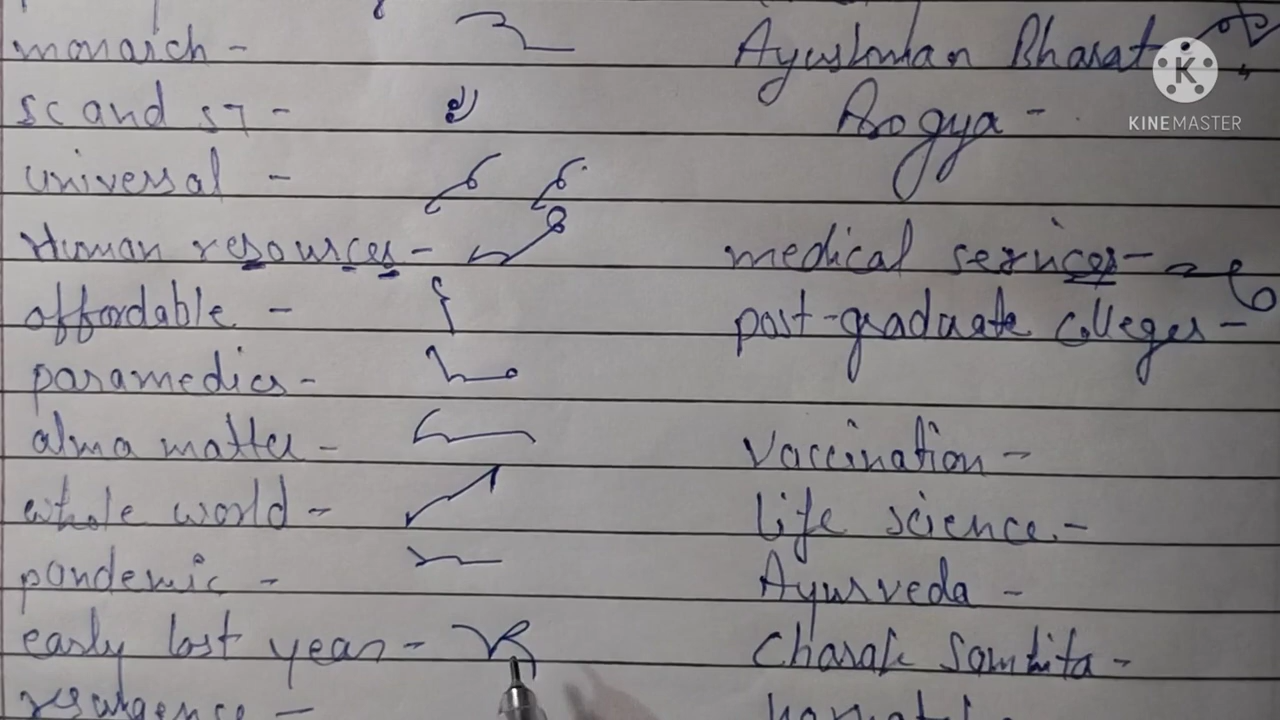 monarch -
SC and ST -
universal -
Human resources -
affordable -
paramedics -
alma matter -
whole world -
pandemic -
early last year -
resurgence -
Ayushman Bharat
Arogya -
medical services -
post-graduate colleges -
Vaccination -
life science. -
Ayurveda -
Charak Samhita -
K
KINEMASTER